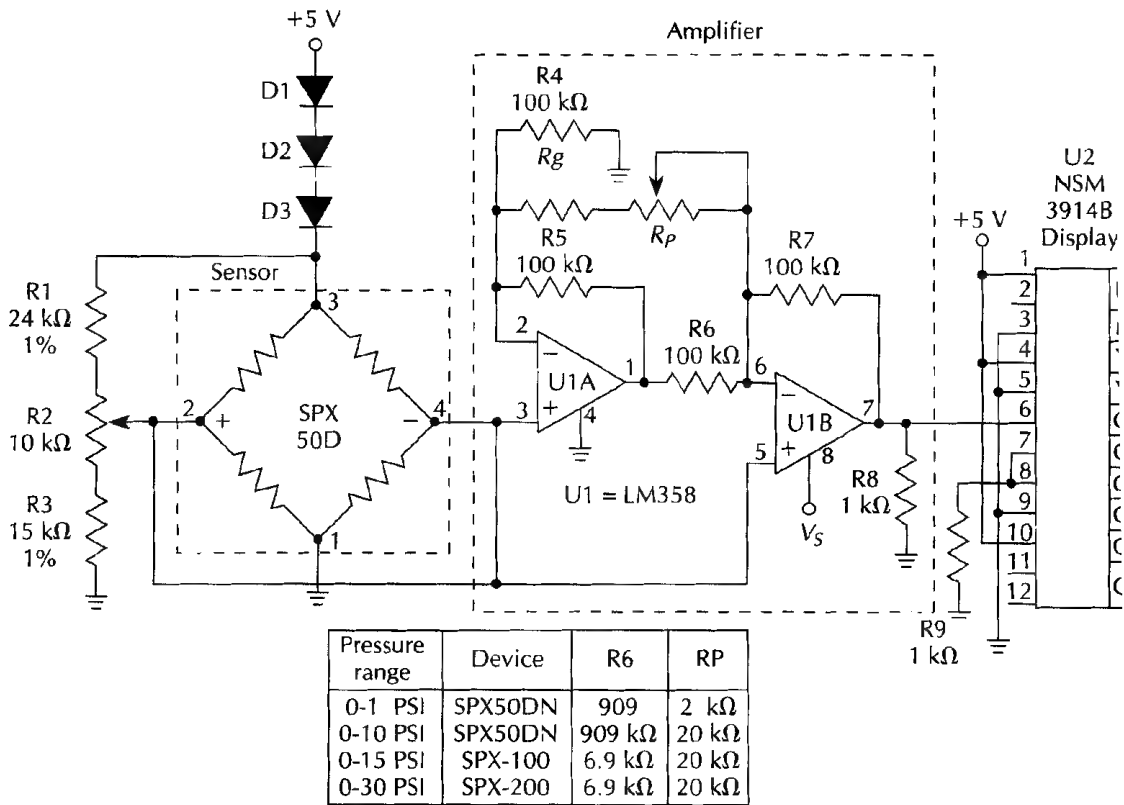 +5 V
D1
D2
D3
R1
24 kΩ
1%
R2
10 kΩ
R3
15 kΩ
1%
Sensor
3
2
+
SPX
50D
−
4
1
Amplifier
R4
100 kΩ
Rg
RP
R5
100 kΩ
R7
100 kΩ
2
−
U1A
1
3
+
4
R6
100 kΩ
6
−
U1B
7
5
+
8
VS
U1 = LM358
R8
1 kΩ
U2
NSM
3914B
Display
+5 V
1
2
3
4
5
6
7
8
9
10
11
12
R9
1 kΩ
Pressure range Device R6 RP
0-1 PSI SPX50DN 909 2 kΩ
0-10 PSI SPX50DN 909 kΩ 20 kΩ
0-15 PSI SPX-100 6.9 kΩ 20 kΩ
0-30 PSI SPX-200 6.9 kΩ 20 kΩ